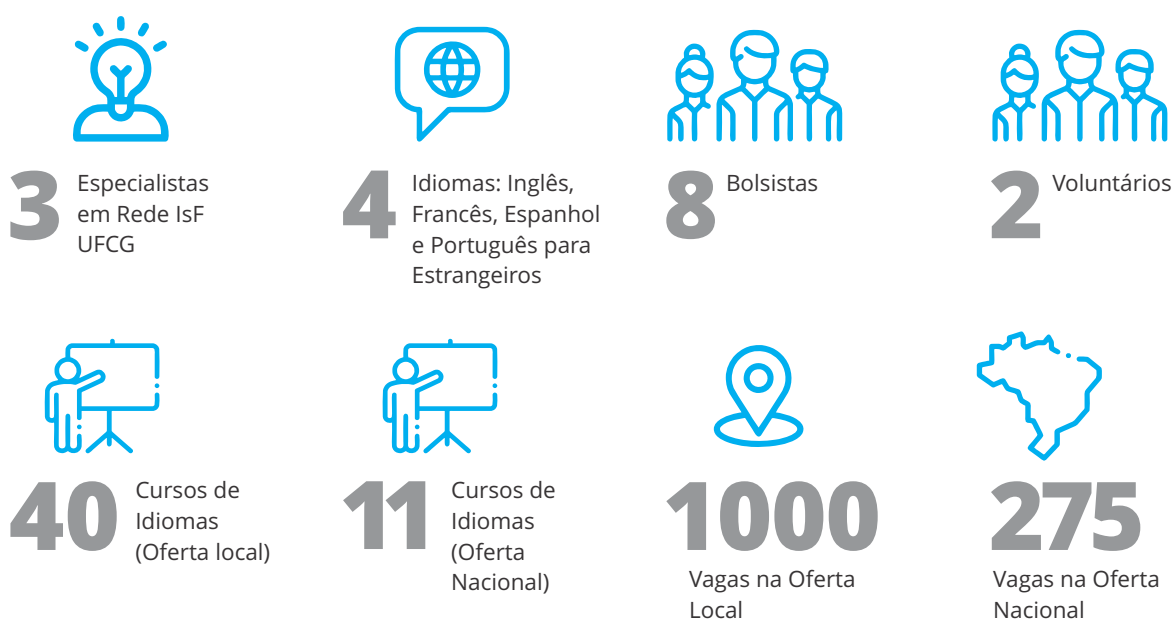 3
Especialistas
em Rede IsF
UFCG
4
Idiomas: Inglês,
Francês, Espanhol
e Português para
Estrangeiros
8
Bolsistas
2
Voluntários
40
Cursos de
Idiomas
(Oferta local)
11
Cursos de
Idiomas
(Oferta
Nacional)
1000
Vagas na Oferta
Local
275
Vagas na Oferta
Nacional